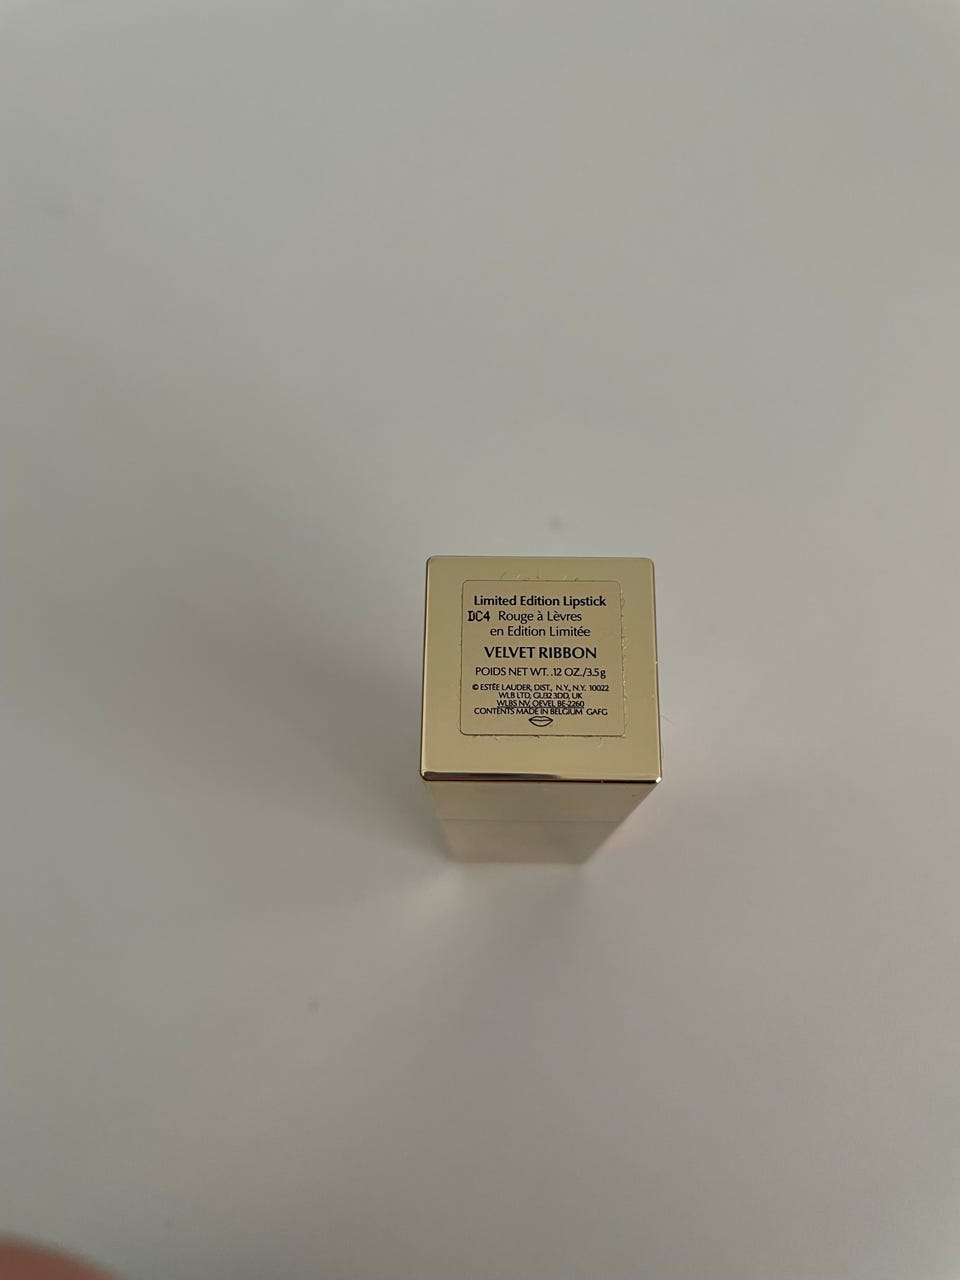 Limited Edition Lipstick
DC4 Rouge à Lèvres
en Edition Limitée
VELVET RIBBON
POIDS NET WT. .12 OZ./3.5g
© ESTĒE LAUDER, DIST., N.Y., N.Y. 10022
WLB LTD, GU32 3DD, UK
WLBS NV, OEVEL BE-2260
CONTENTS MADE IN BELGIUM GAFG